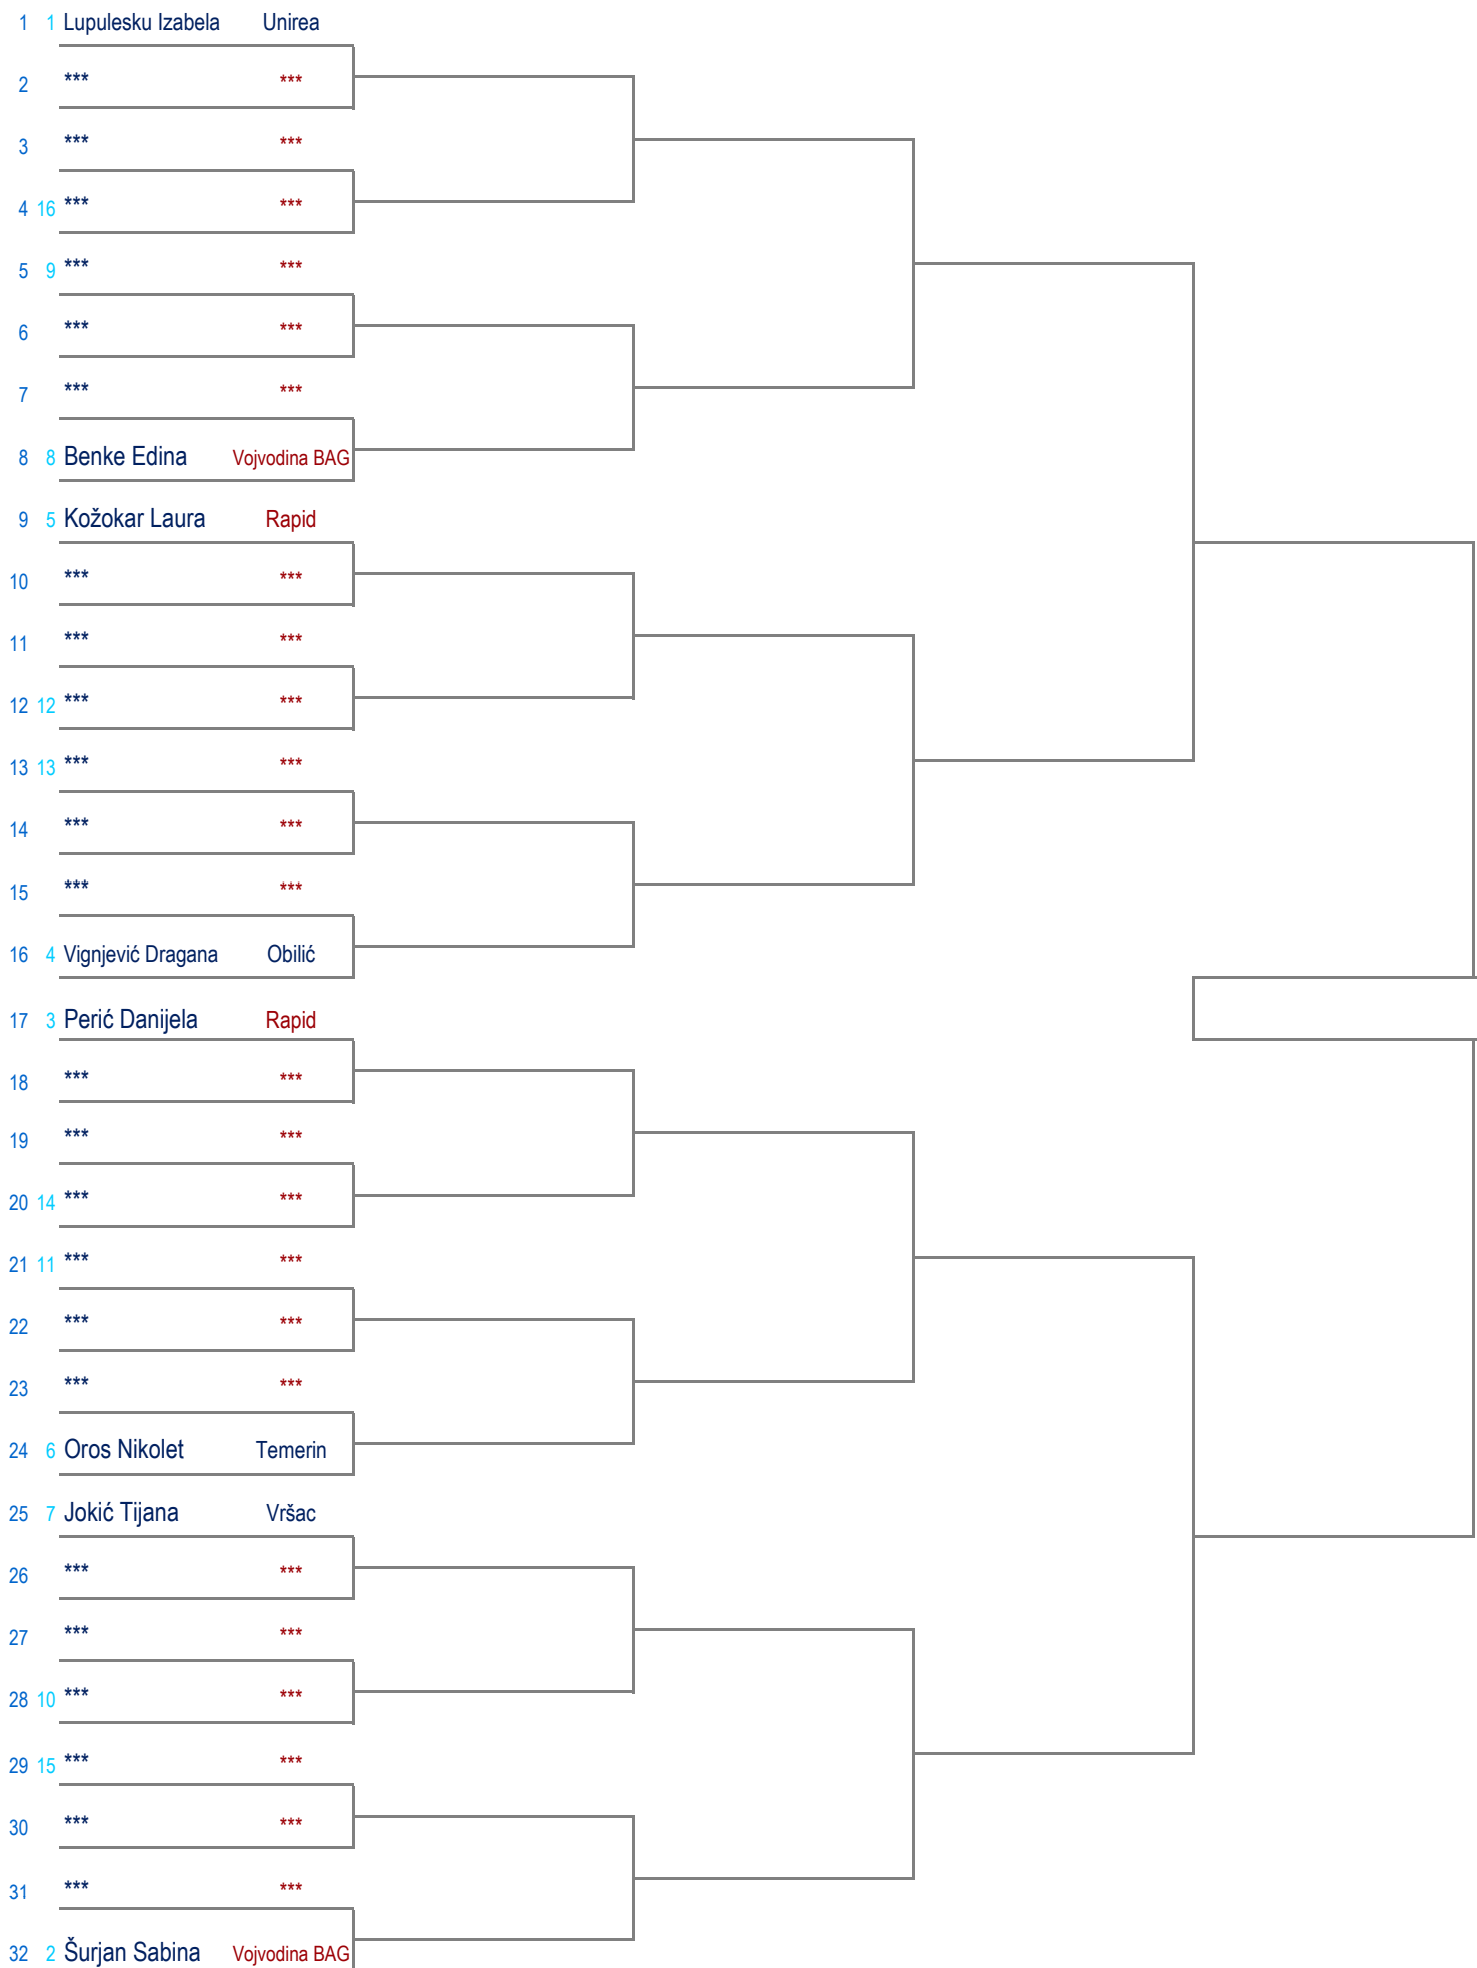 1 1 Lupulesku Izabela Unirea
2 *** ***
3 *** ***
4 16 *** ***
5 9 *** ***
6 *** ***
7 *** ***
8 8 Benke Edina Vojvodina BAG
9 5 Kožokar Laura Rapid
10 *** ***
11 *** ***
12 12 *** ***
13 13 *** ***
14 *** ***
15 *** ***
16 4 Vignjević Dragana Obilić
17 3 Perić Danijela Rapid
18 *** ***
19 *** ***
20 14 *** ***
21 11 *** ***
22 *** ***
23 *** ***
24 6 Oros Nikolet Temerin
25 7 Jokić Tijana Vršac
26 *** ***
27 *** ***
28 10 *** ***
29 15 *** ***
30 *** ***
31 *** ***
32 2 Šurjan Sabina Vojvodina BAG